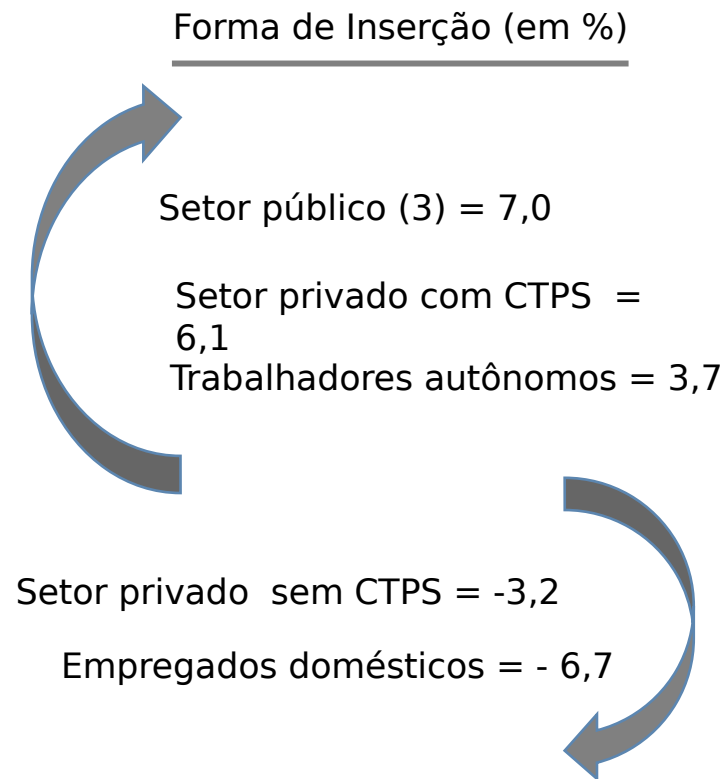 Forma de Inserção (em %)
Setor público (3) = 7,0
Setor privado com CTPS  =
6,1
Trabalhadores autônomos = 3,7
Setor privado  sem CTPS = -3,2
Empregados domésticos = - 6,7